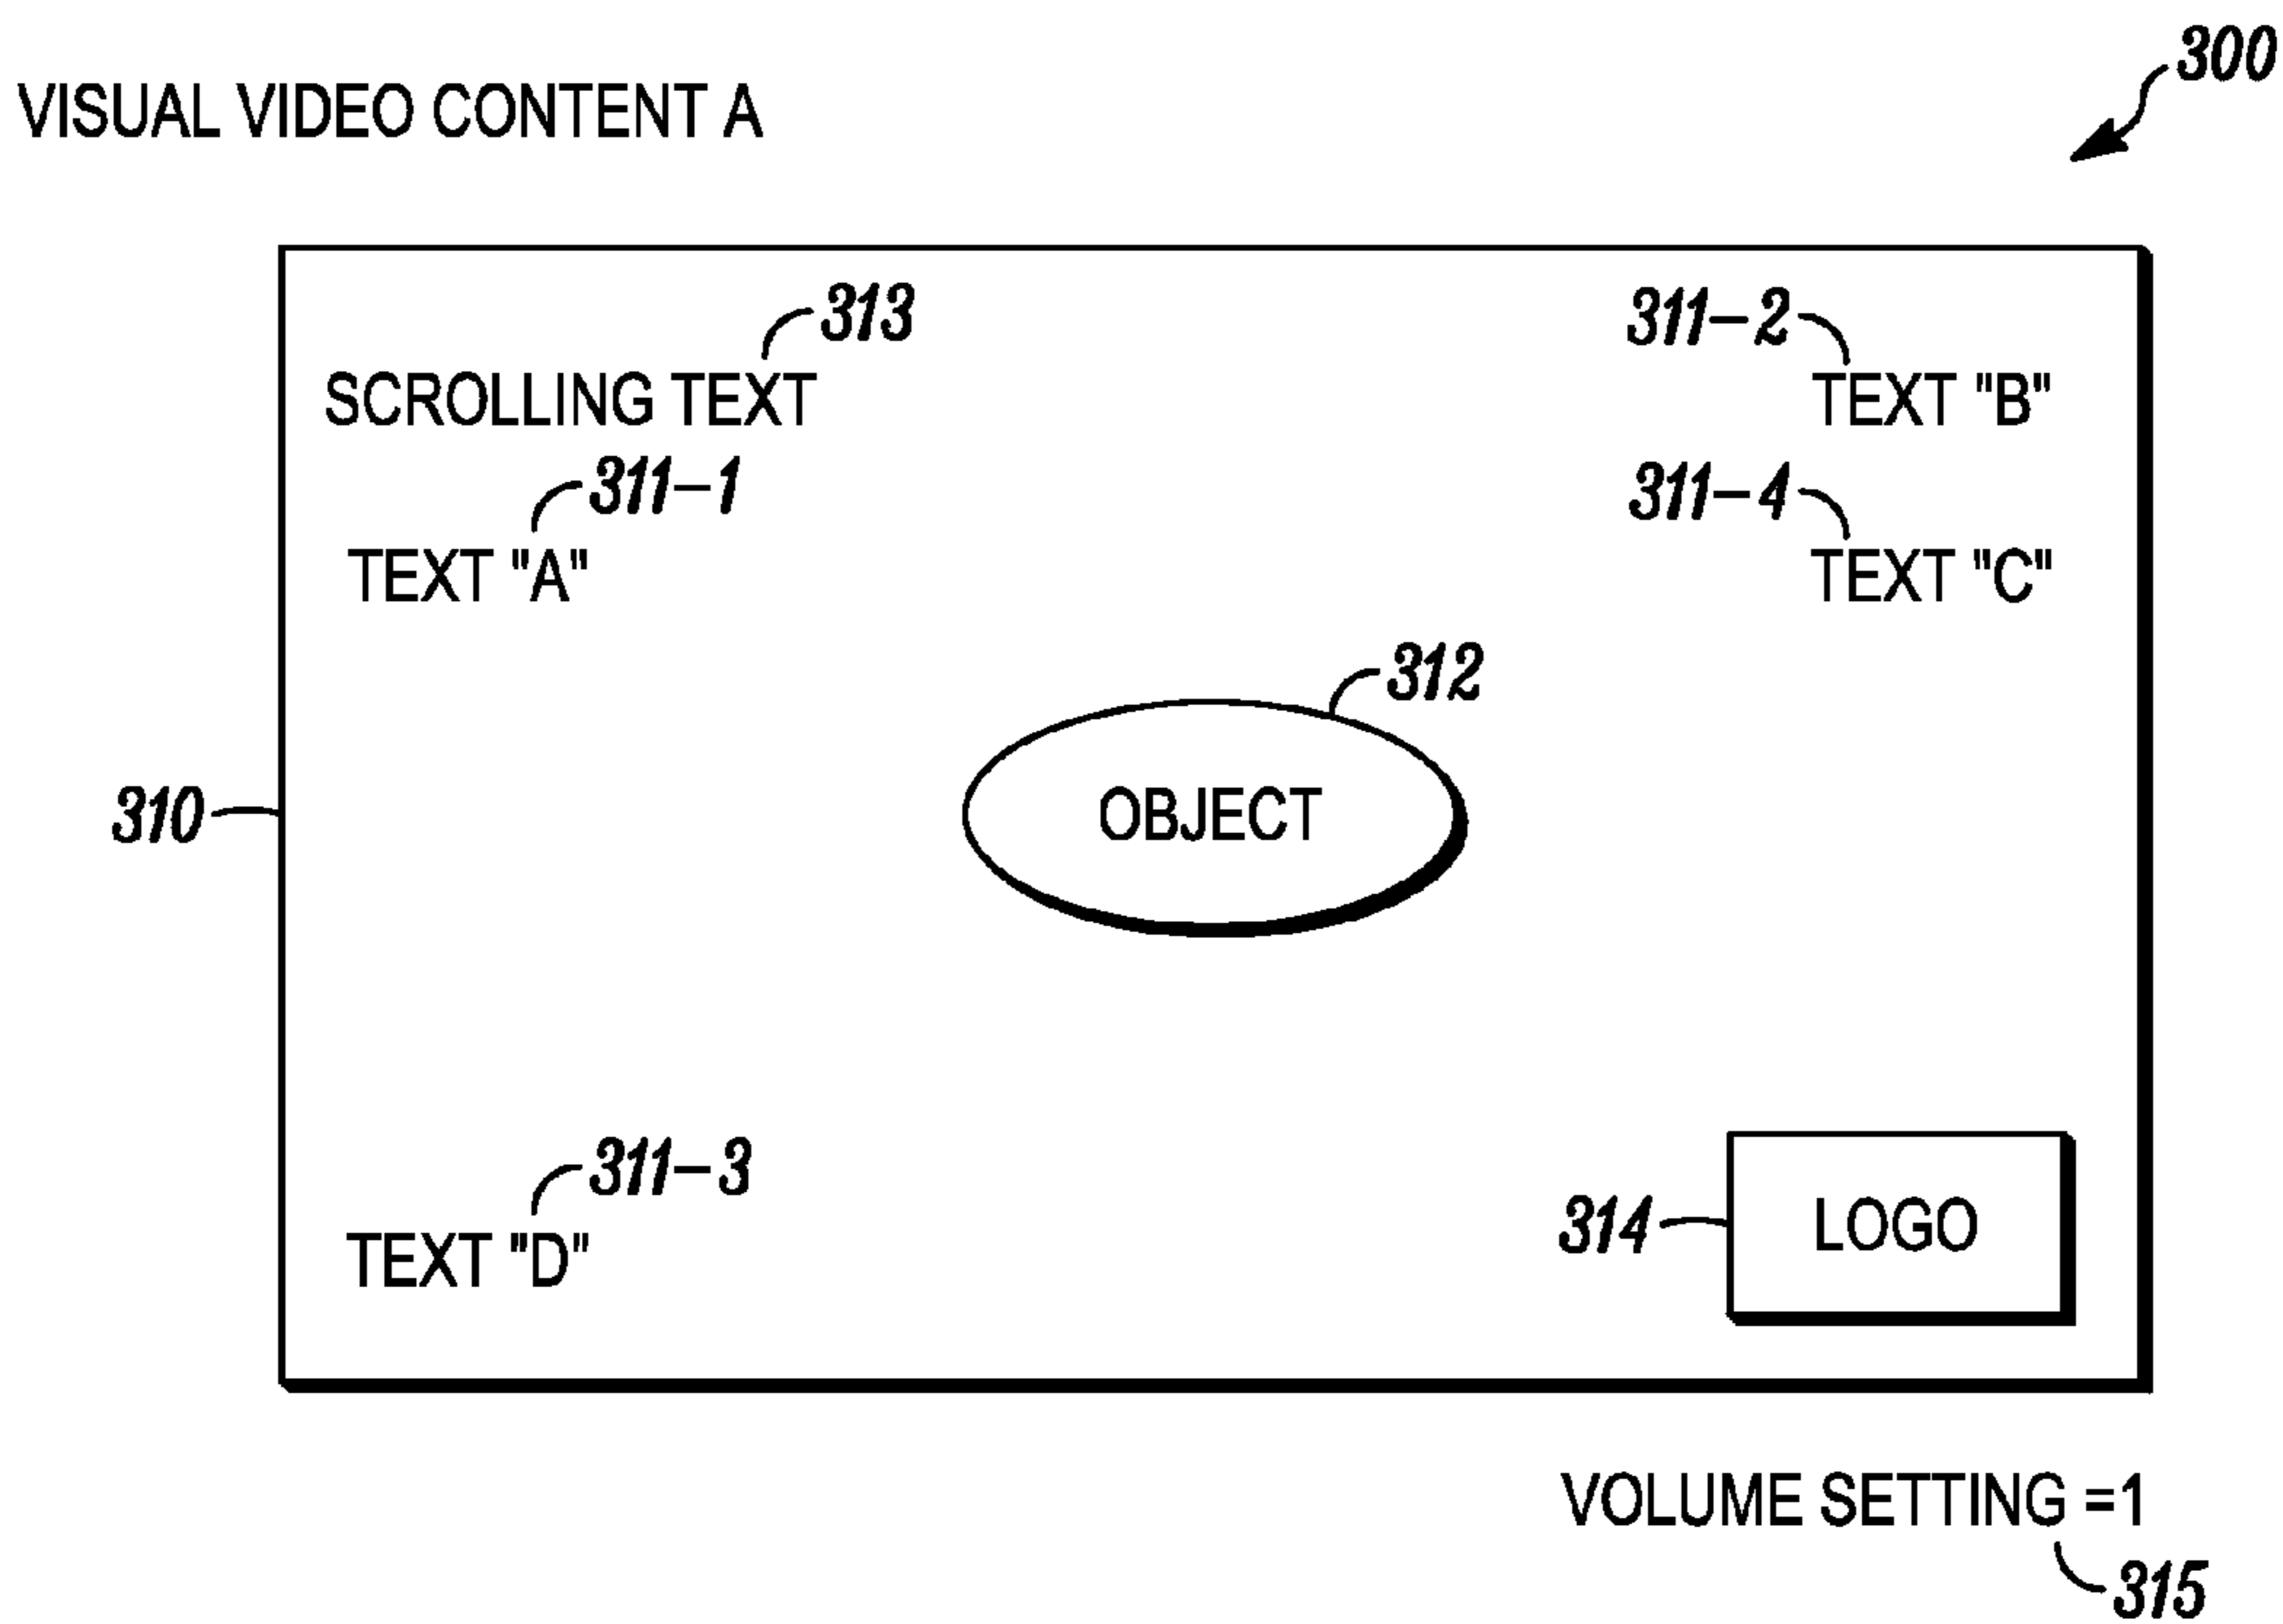 300
VISUAL VIDEO CONTENT A
313
311-2
SCROLLING TEXT
TEXT "B"
311-1
311-4
TEXT "A"
TEXT "C"
312
310
OBJECT
311-3
314
LOGO
TEXT "D"
VOLUME SETTING =1
315